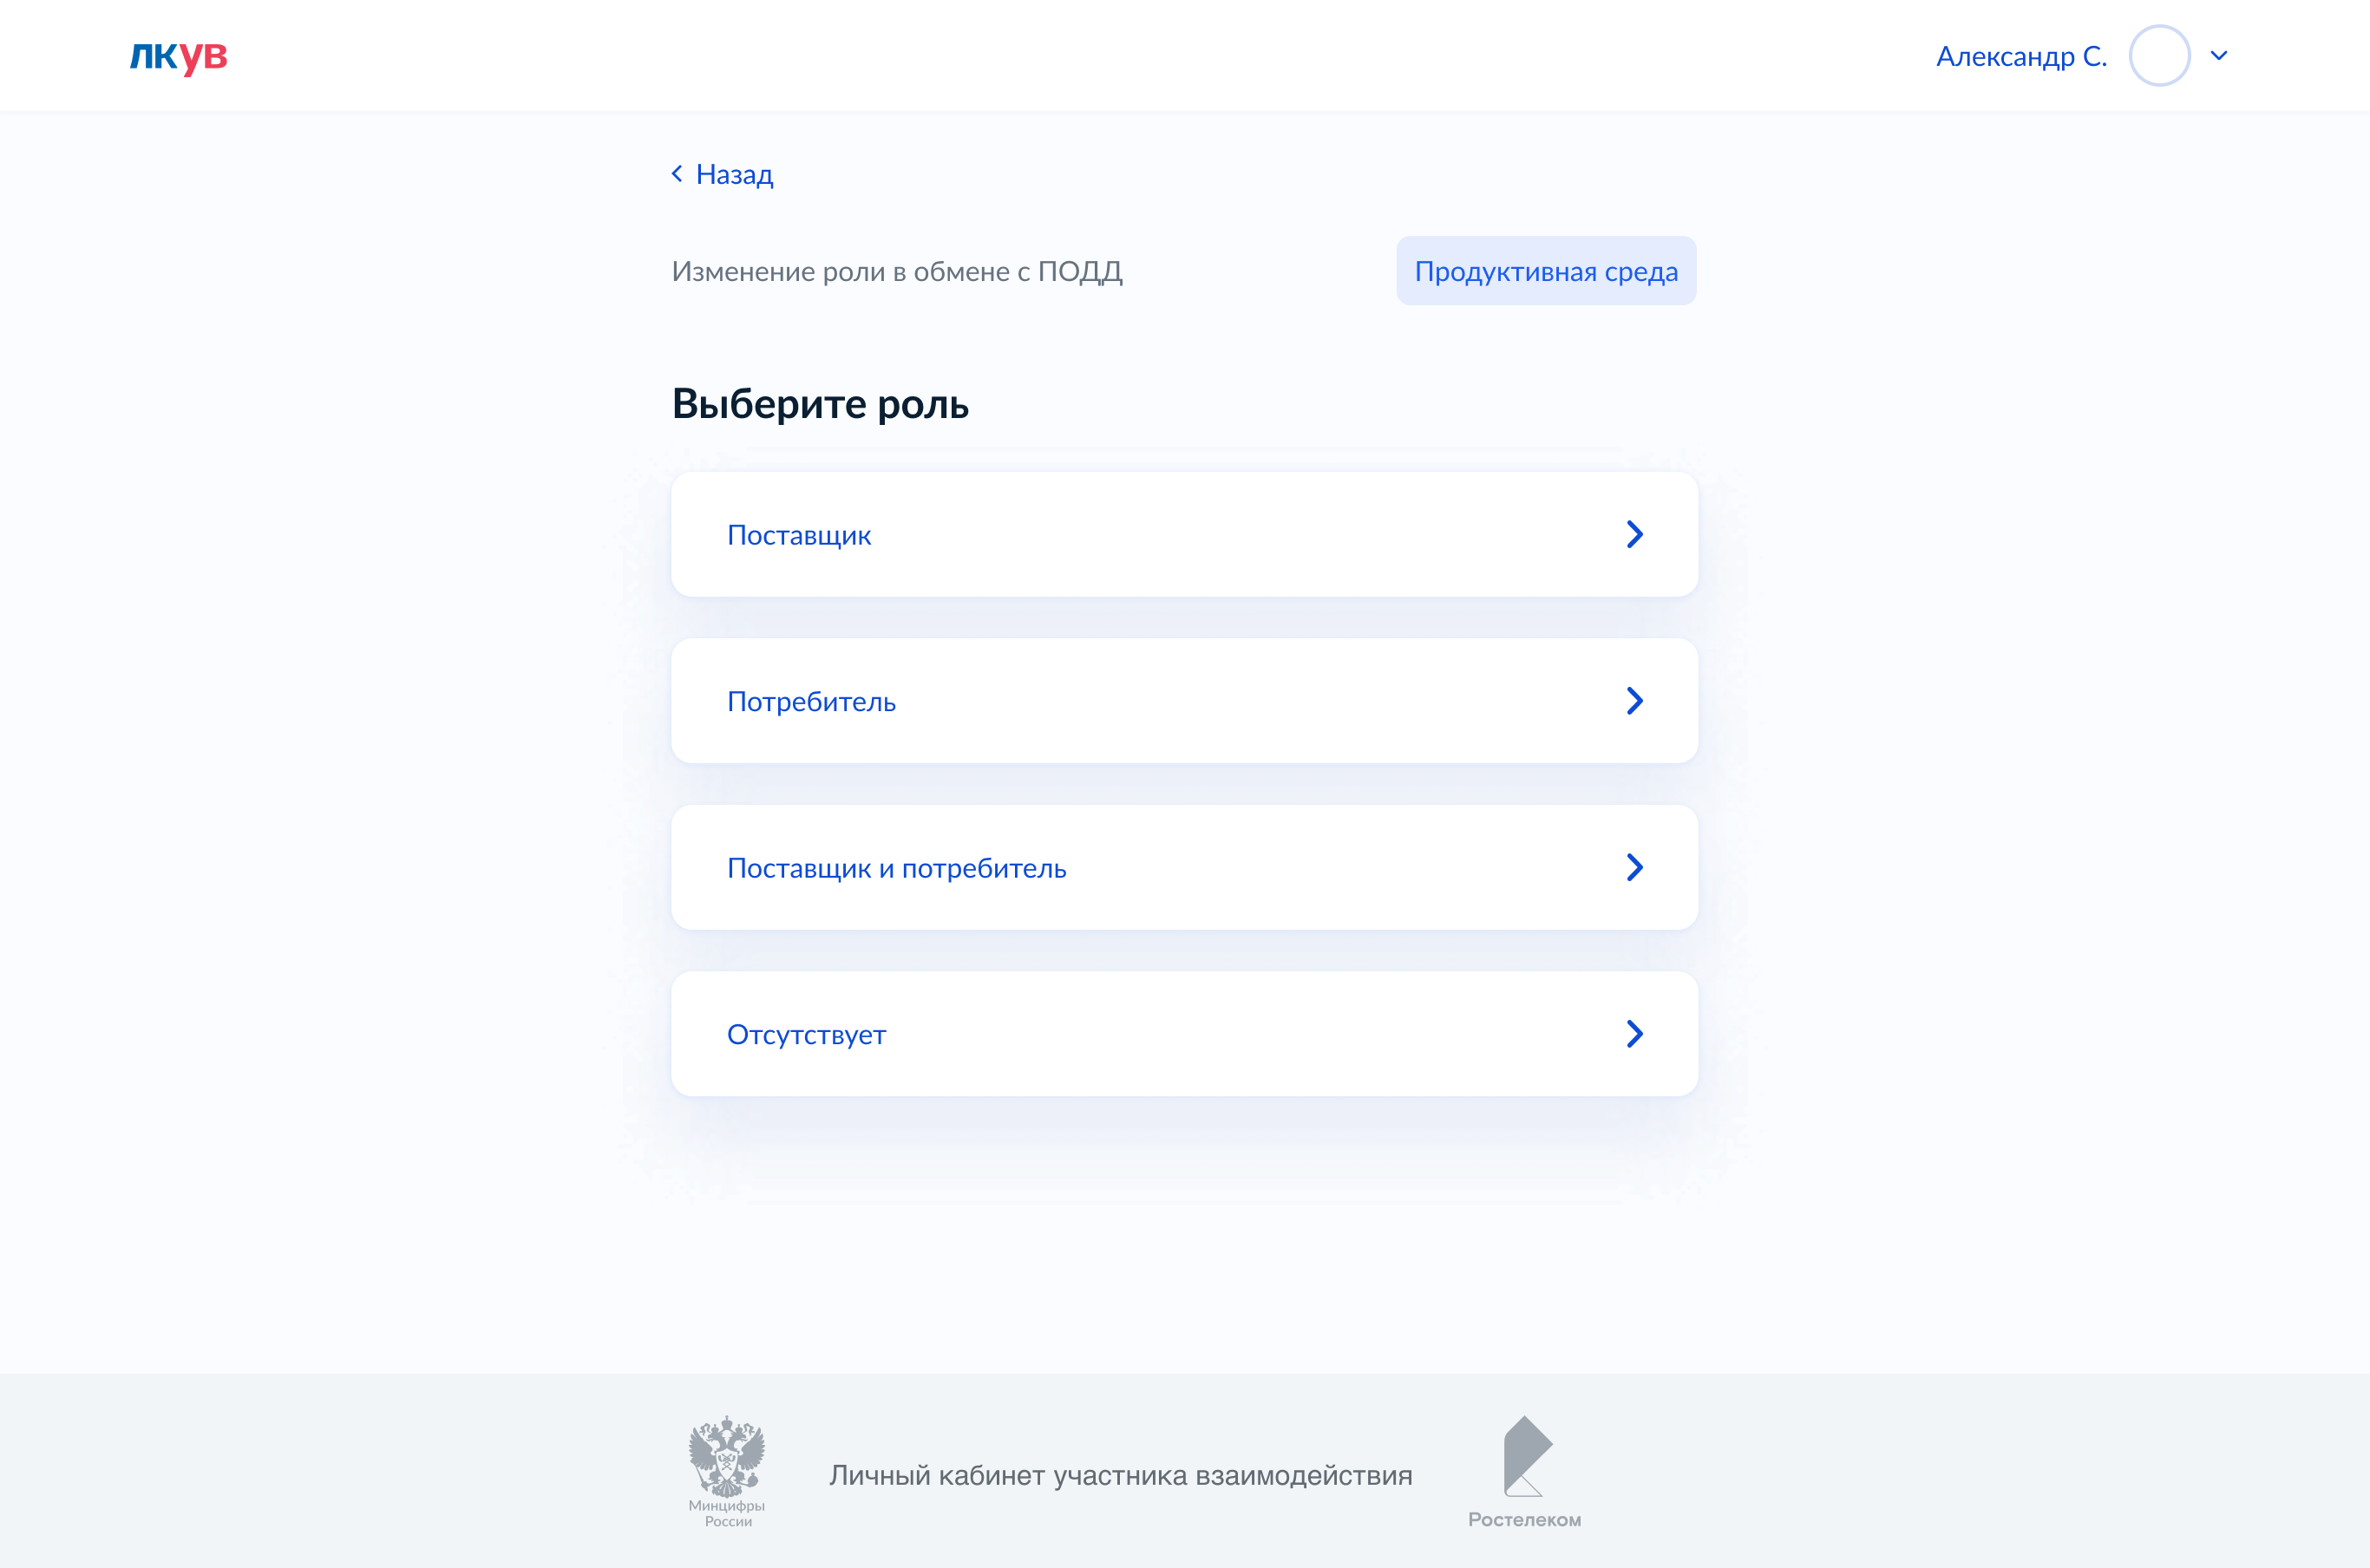 лкув
Александр С.
Назад
Изменение роли в обмене с ПОДД
Продуктивная среда
Выберите роль
Поставщик
Потребитель
Поставщик и потребитель
Отсутствует
Минцифры
России
Личный кабинет участника взаимодействия
Ростелеком